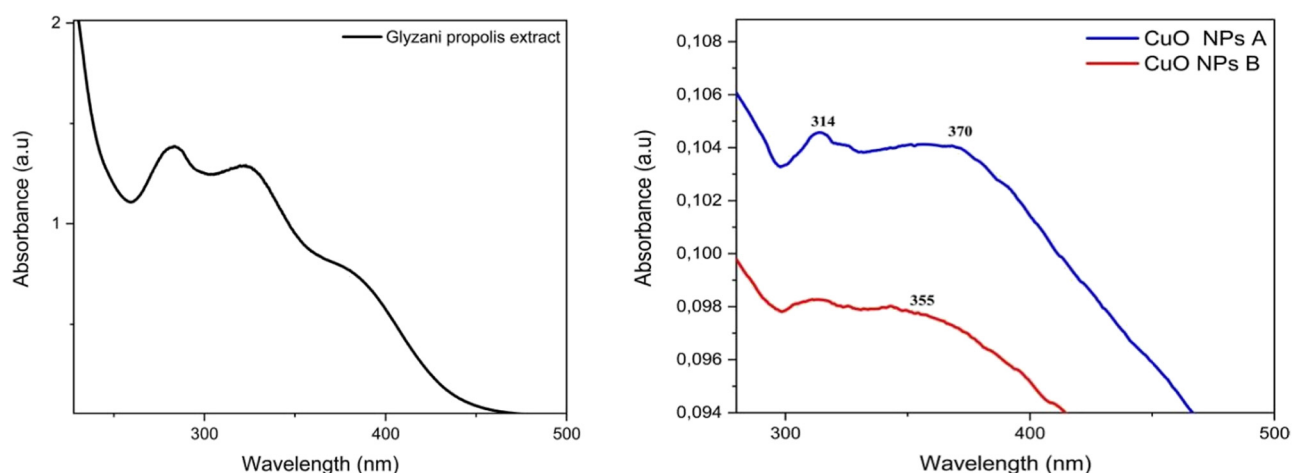 2
1
Absorbance (a.u)
Glyzani propolis extract
300
400
500
Wavelength (nm)
0,108
0,106
0,104
0,102
0,100
0,098
0,096
0,094
Absorbance (a.u)
CuO NPs A
CuO NPs B
314
370
355
300
400
500
Wavelength (nm)